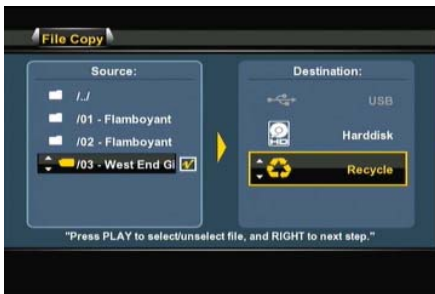 File Copy
Source:
/../
/01 - Flamboyant
/02 - Flamboyant
/03 - West End Gi
Destination:
USB
HD
Harddisk
Recycle
"Press PLAY to select/unselect file, and RIGHT to next step."